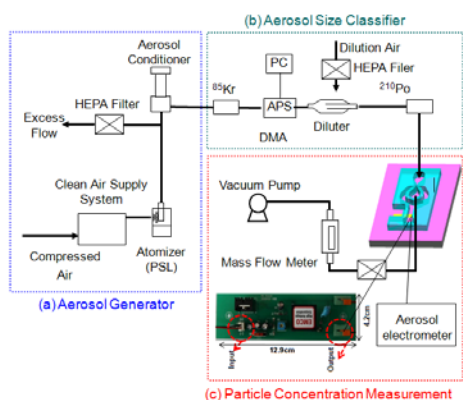 (b) Aerosol Size Classifier
Aerosol
Conditioner
PC
Dilution Air
HEPA Filer
HEPA Filter
85Kr
APS
210Po
Excess
Flow
DMA
Diluter
Clean Air Supply
System
Vacuum Pump
Compressed
Air
Atomizer
(PSL)
Mass Flow Meter
(a) Aerosol Generator
4.2cm
Aerosol
electrometer
Input
12.9cm
Output
(c) Particle Concentration Measurement